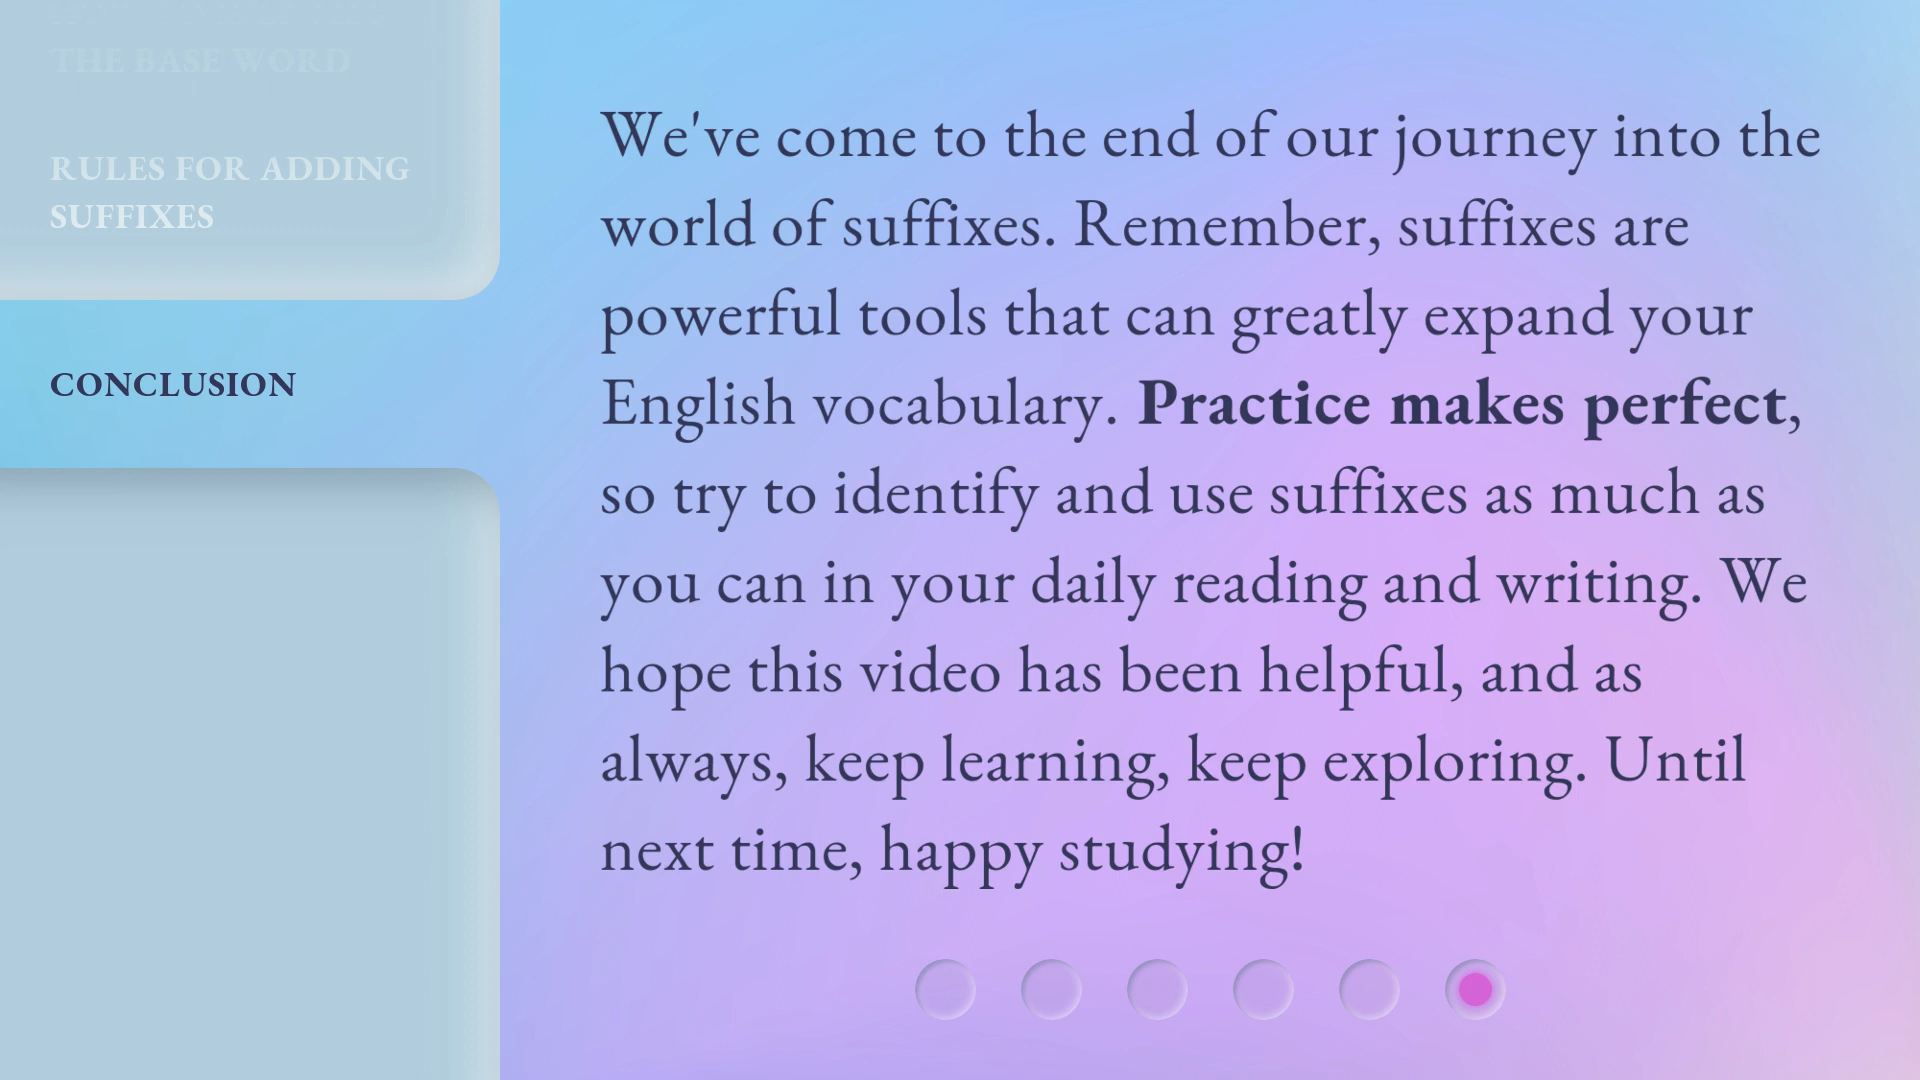 THE BASE WORD
RULES FOR ADDING
SUFFIXES
CONCLUSION
We've come to the end of our journey into the
world of suffixes. Remember, suffixes are
powerful tools that can greatly expand your
English vocabulary. Practice makes perfect,
so try to identify and use suffixes as much as
you can in your daily reading and writing. We
hope this video has been helpful, and as
always, keep learning, keep exploring. Until
next time, happy studying!